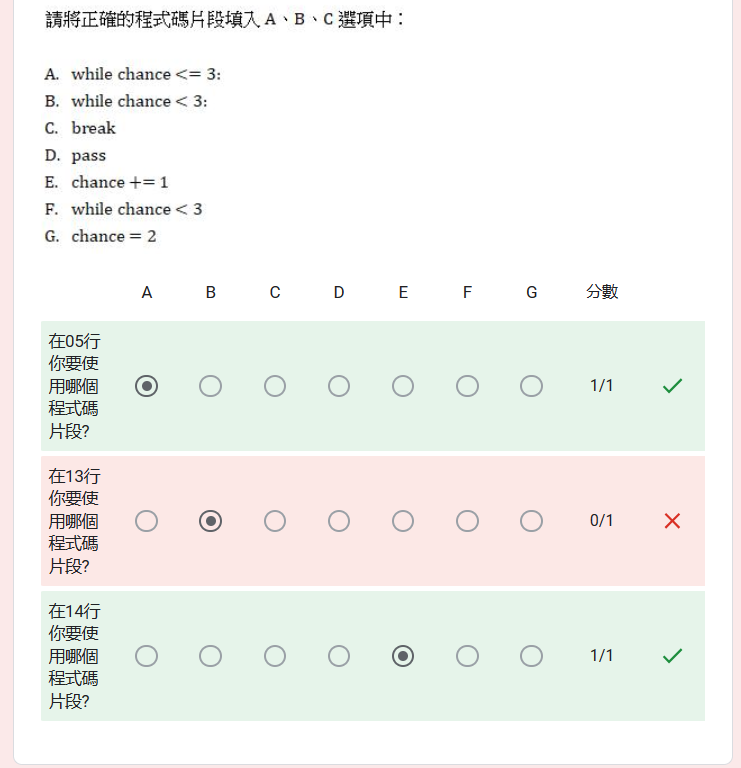 請將正確的程式碼片段填入 A、B、C 選項中：
A. while chance <= 3:
B. while chance < 3:
C. break
D. pass
E. chance += 1
F. while chance < 3
G. chance = 2
A B C D E F G 分數
在05行
你要使
用哪個
程式碼
片段?
1/1
在13行
你要使
用哪個
程式碼
片段?
0/1
在14行
你要使
用哪個
程式碼
片段?
1/1